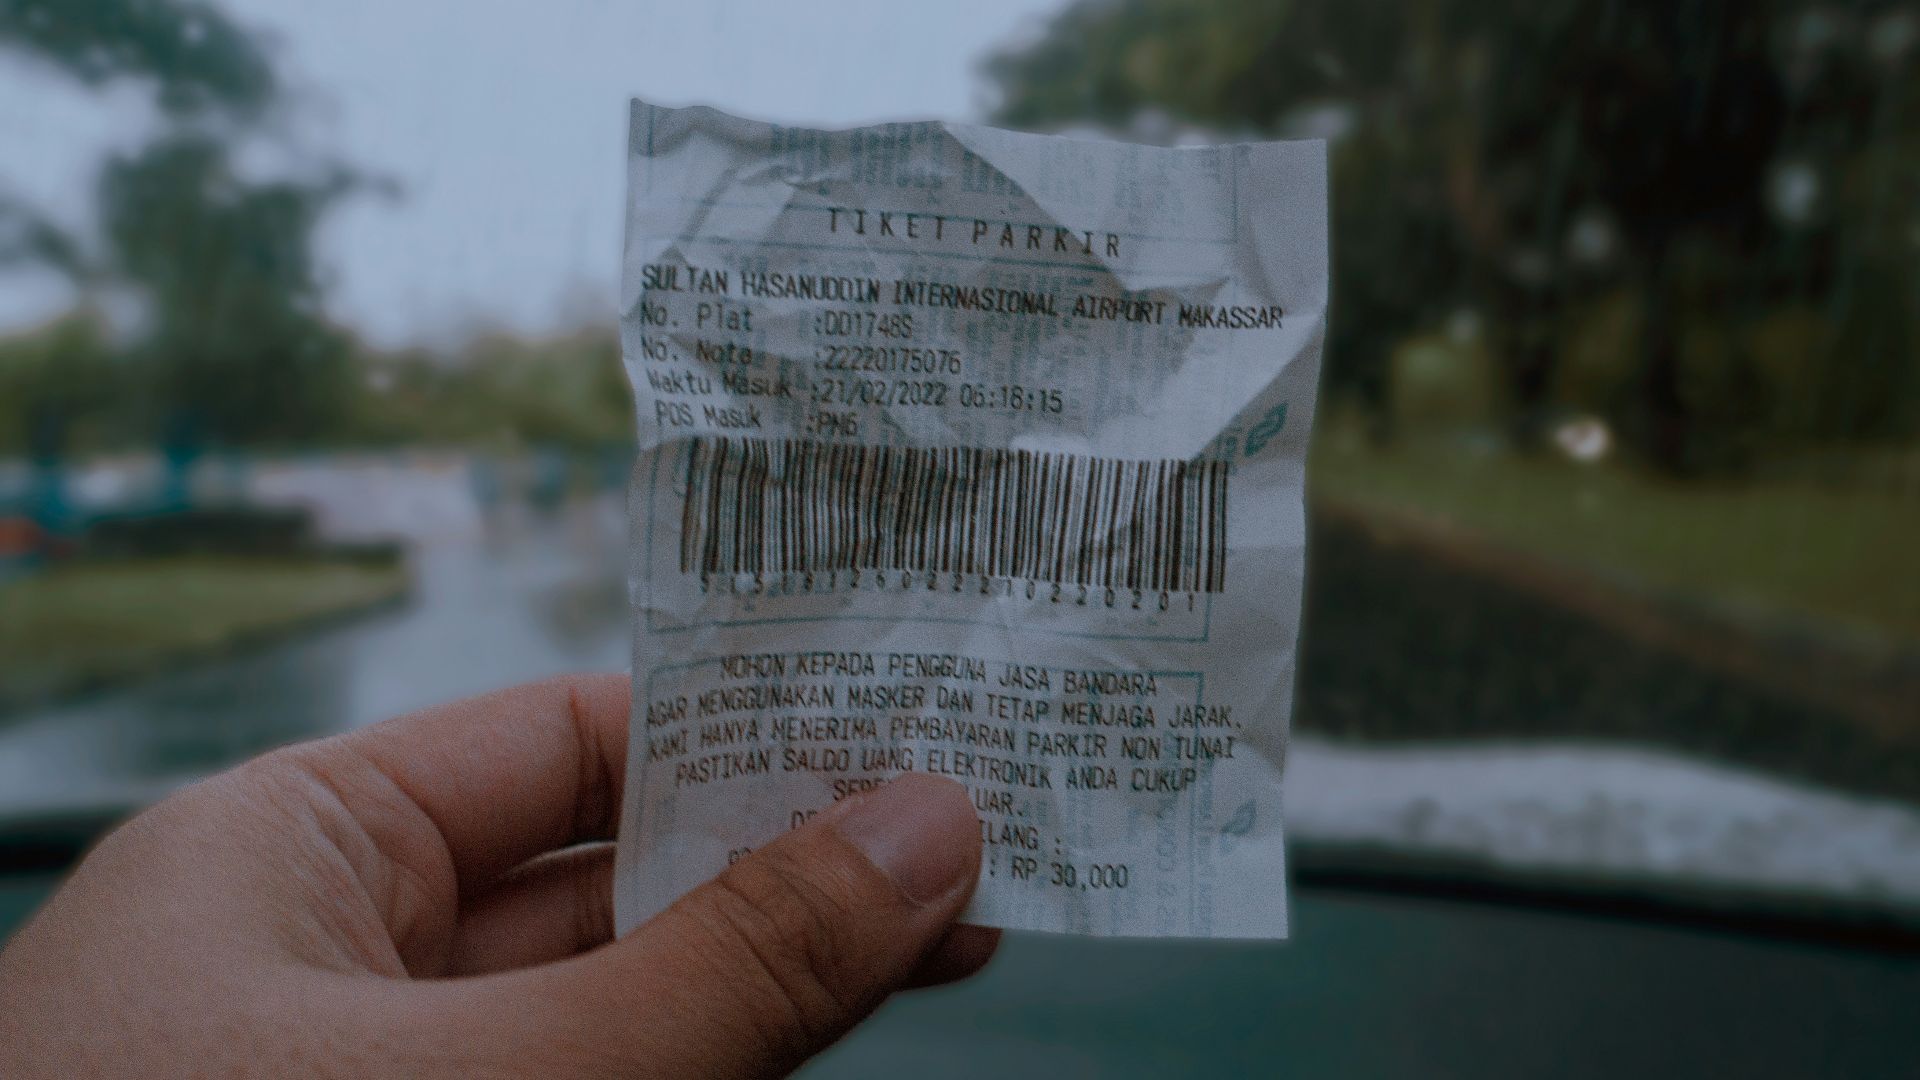 TIKET PARKIR
SULTAN HASANUDDIN INTERNASIONAL AIRPORT MAKASSAR
No. Plat :DD1748S
No. Nota :22220175076
Waktu Masuk :21/02/2022 06:18:15
POS Masuk :PM6
MOHON KEPADA PENGGUNA JASA BANDARA
AGAR MENGGUNAKAN MASKER DAN TETAP MENJAGA JARAK.
KAMI HANYA MENERIMA PEMBAYARAN PARKIR NON TUNAI
PASTIKAN SALDO UANG ELEKTRONIK ANDA CUKUP
: RP 30,000